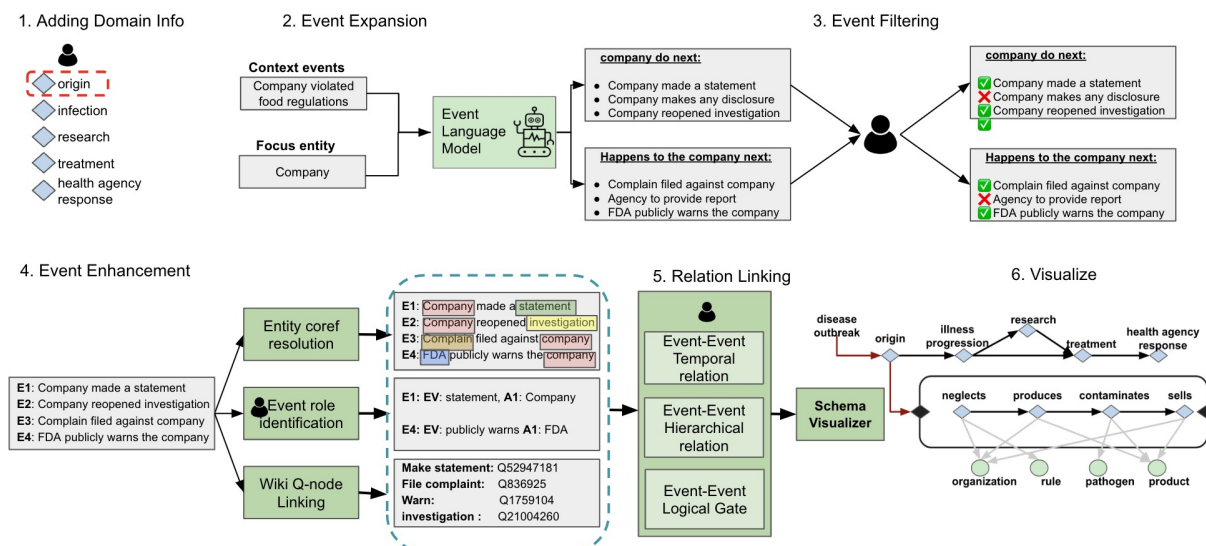 1. Adding Domain Info
origin
infection
research
treatment
health agency
response
2. Event Expansion
Context events
Company violated
food regulations
Focus entity
Company
Event
Language
Model
company do next:
● Company made a statement
● Company makes any disclosure
● Company reopened investigation
Happens to the company next:
● Complain filed against company
● Agency to provide report
● FDA publicly warns the company
3. Event Filtering
company do next:
✅ Company made a statement
❌ Company makes any disclosure
✅ Company reopened investigation
✅
Happens to the company next:
✅ Complain filed against company
❌ Agency to provide report
✅ FDA publicly warns the company
4. Event Enhancement
E1: Company made a statement
E2: Company reopened investigation
E3: Complain filed against company
E4: FDA publicly warns the company
Entity coref
resolution
Event role
identification
Wiki Q-node
Linking
E1: Company made a statement
E2: Company reopened investigation
E3: Complain filed against company
E4: FDA publicly warns the company
E1: EV: statement, A1: Company
E4: EV: publicly warns A1: FDA
Make statement: Q52947181
File complaint: Q836925
Warn: Q1759104
investigation : Q21004260
5. Relation Linking
Event-Event
Temporal
relation
Event-Event
Hierarchical
relation
Event-Event
Logical Gate
Schema
Visualizer
6. Visualize
disease
outbreak
origin
illness
progression
research
treatment
health agency
response
neglects
produces
contaminates
sells
organization
rule
pathogen
product